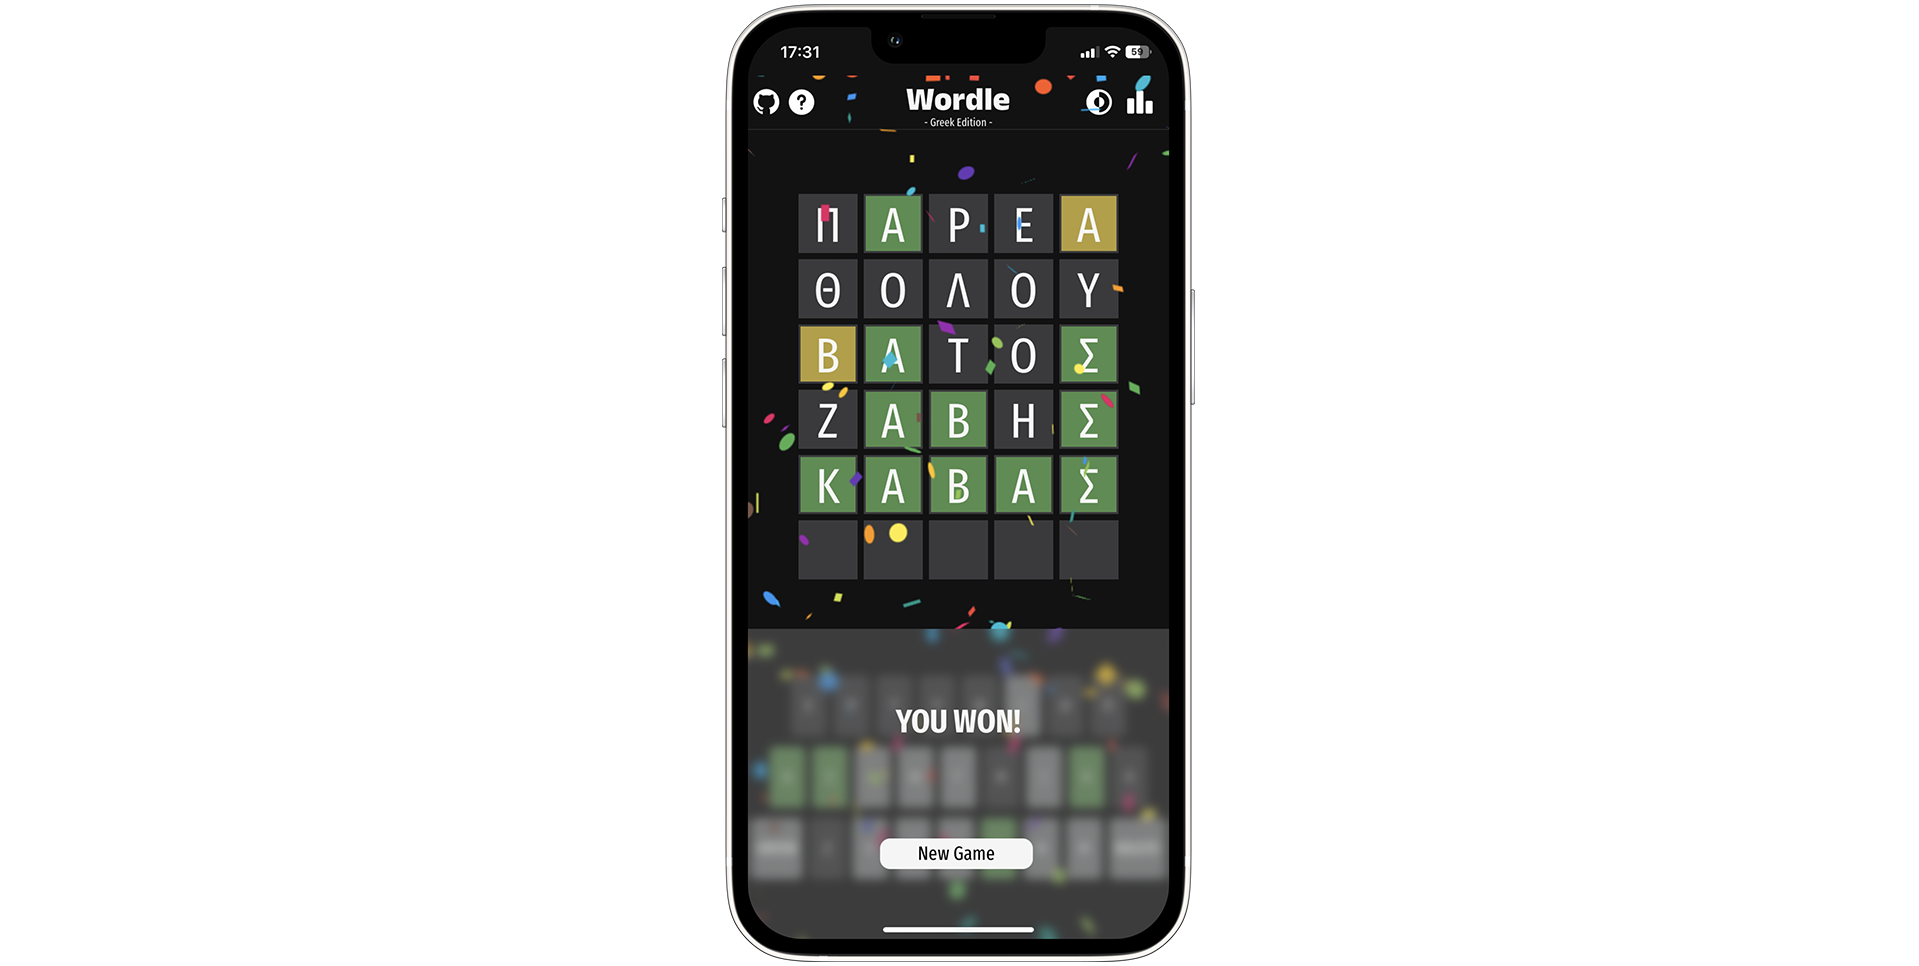 17:31
59
Wordle
- Greek Edition -
Π Α Ρ Ε Α
Θ Ο Λ Ο Υ
Β Α Τ Ο Σ
Ζ Α Β Η Σ
Κ Α Β Α Σ
YOU WON!
New Game